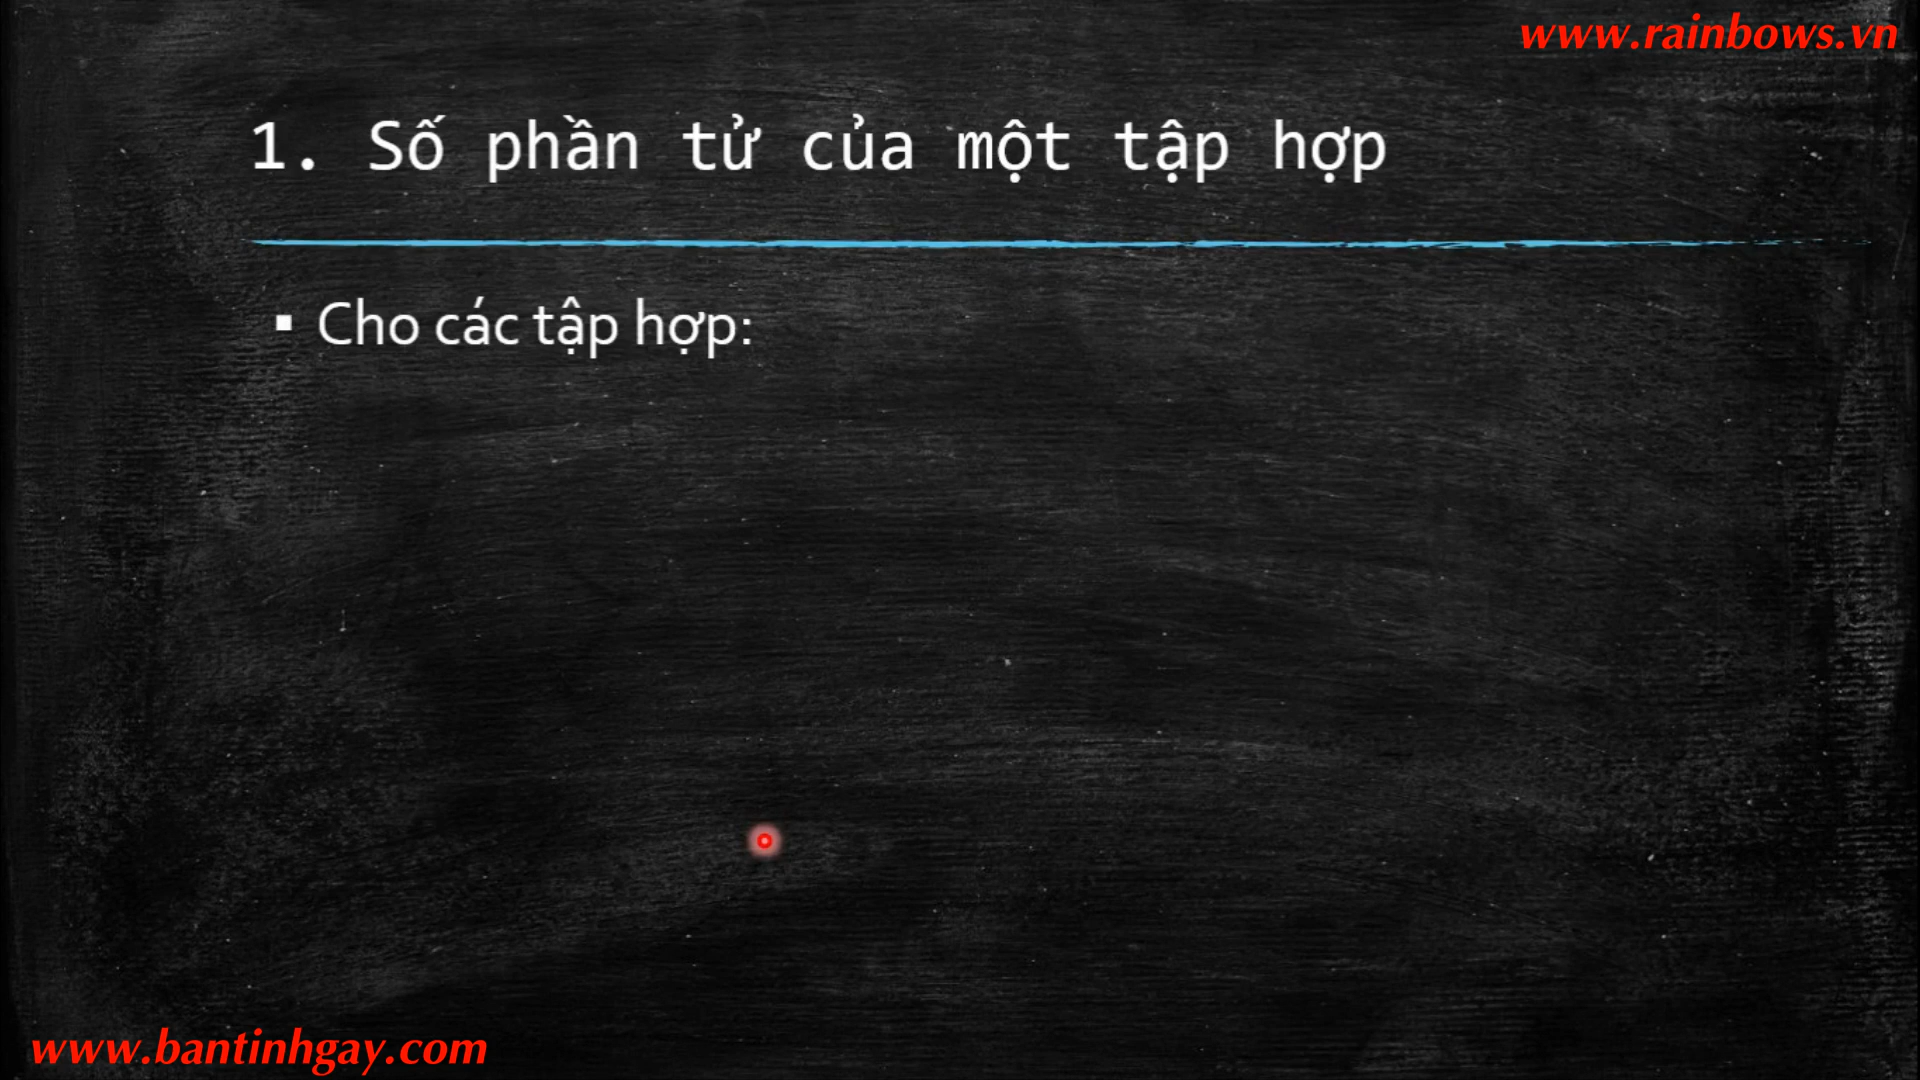 www.rainbows.vn
1. Số phần tử của một tập hợp
▪ Cho các tập hợp:
www.bantinhgay.com